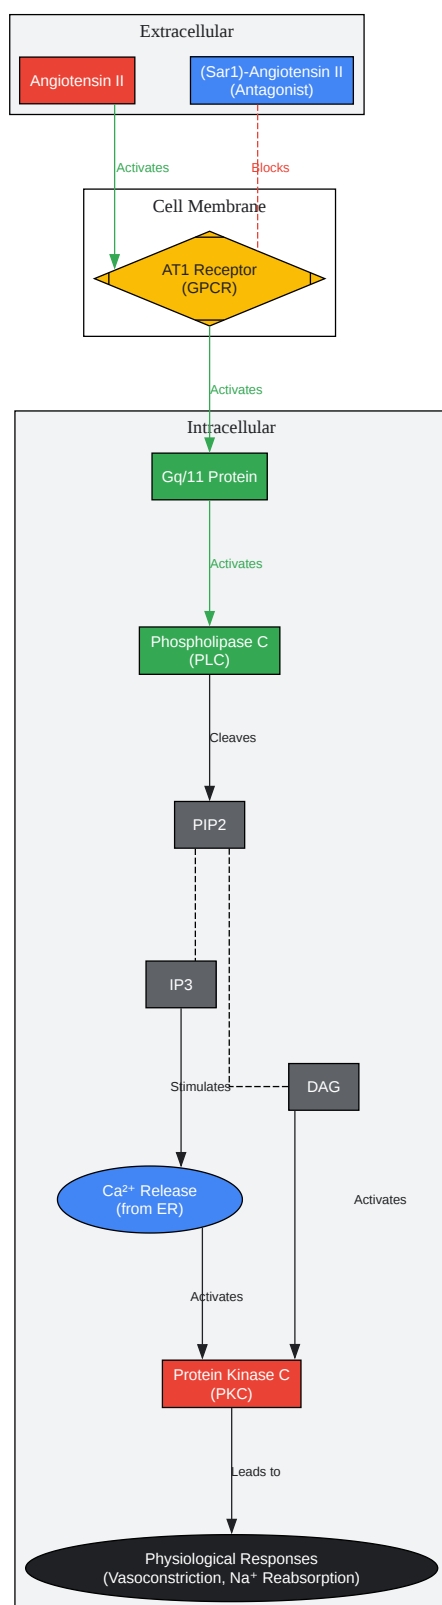 Extracellular
Angiotensin II
(Sar1)-Angiotensin II
(Antagonist)
Activates
Blocks
Cell Membrane
AT1 Receptor
(GPCR)
Activates
Intracellular
Gq/11 Protein
Activates
Phospholipase C
(PLC)
Cleaves
PIP2
IP3
Stimulates
DAG
Ca²⁺ Release
(from ER)
Activates
Activates
Protein Kinase C
(PKC)
Leads to
Physiological Responses
(Vasoconstriction, Na⁺ Reabsorption)